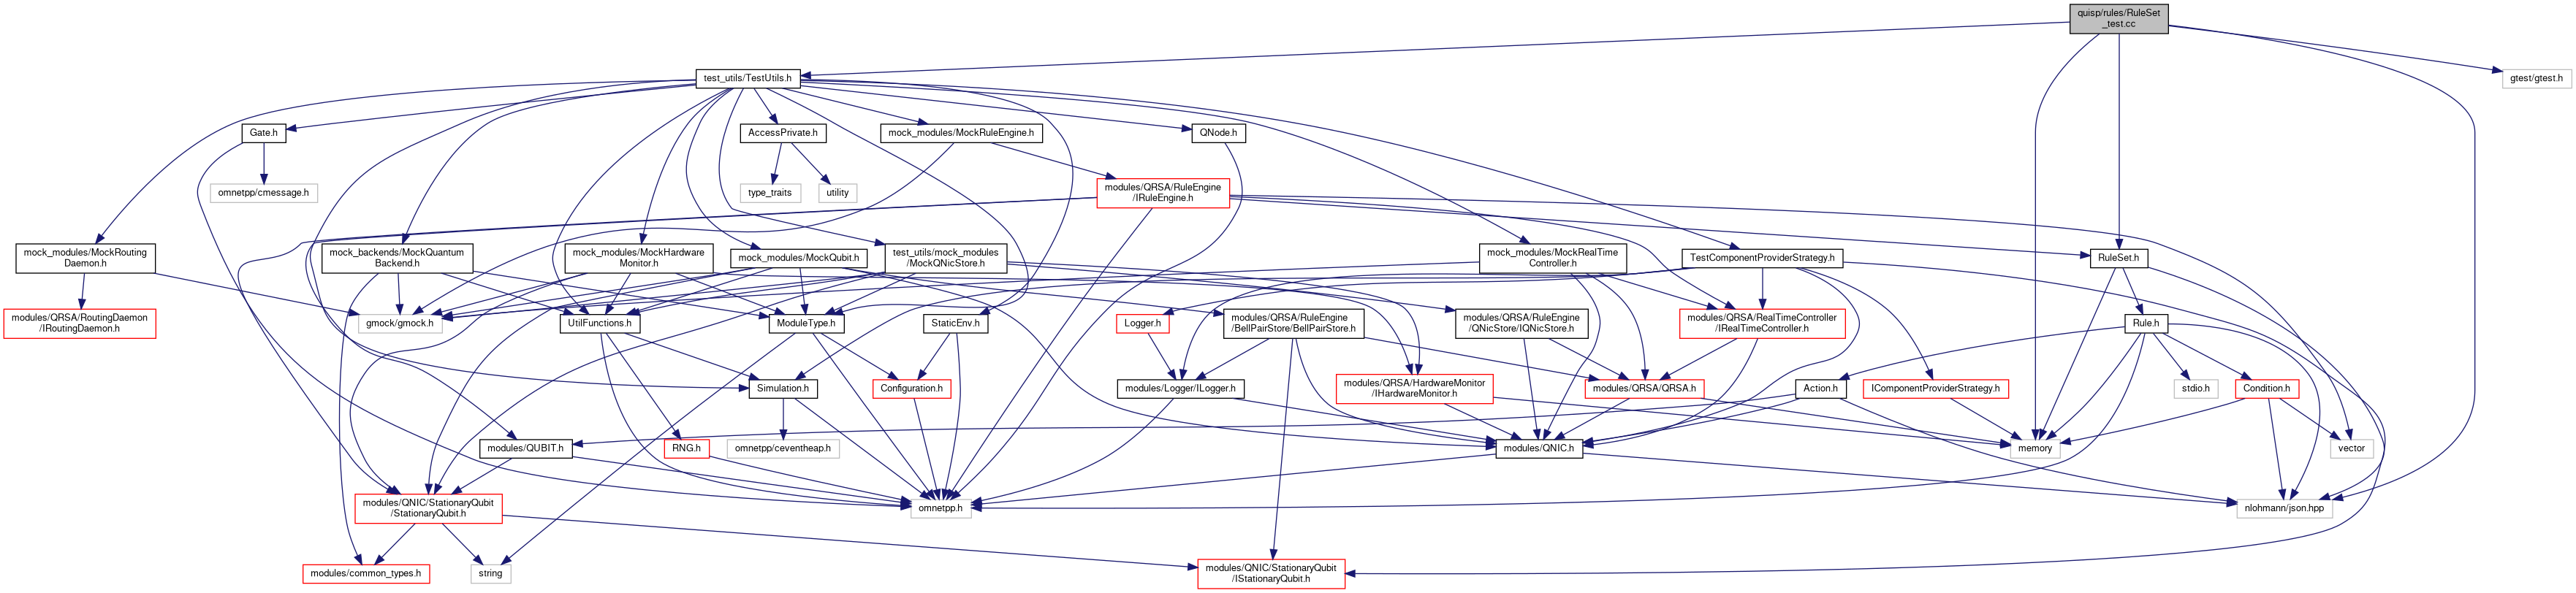 quisp/rules/RuleSet
_test.cc
test_utils/TestUtils.h
gtest/gtest.h
Gate.h
AccessPrivate.h
mock_modules/MockRuleEngine.h
QNode.h
omnetpp/cmessage.h
type_traits
utility
modules/QRSA/RuleEngine
/IRuleEngine.h
mock_modules/MockRouting
Daemon.h
mock_backends/MockQuantum
Backend.h
mock_modules/MockHardware
Monitor.h
mock_modules/MockQubit.h
test_utils/mock_modules
/MockQNicStore.h
mock_modules/MockRealTime
Controller.h
TestComponentProviderStrategy.h
RuleSet.h
modules/QRSA/RoutingDaemon
/IRoutingDaemon.h
gmock/gmock.h
UtilFunctions.h
ModuleType.h
StaticEnv.h
Logger.h
modules/QRSA/RuleEngine
/BellPairStore/BellPairStore.h
modules/QRSA/RuleEngine
/QNicStore/IQNicStore.h
modules/QRSA/RealTimeController
/IRealTimeController.h
Rule.h
Simulation.h
Configuration.h
modules/Logger/ILogger.h
modules/QRSA/HardwareMonitor
/IHardwareMonitor.h
modules/QRSA/QRSA.h
Action.h
IComponentProviderStrategy.h
stdio.h
Condition.h
modules/QUBIT.h
RNG.h
omnetpp/ceventheap.h
modules/QNIC.h
memory
vector
modules/QNIC/StationaryQubit
/StationaryQubit.h
omnetpp.h
nlohmann/json.hpp
modules/common_types.h
string
modules/QNIC/StationaryQubit
/IStationaryQubit.h